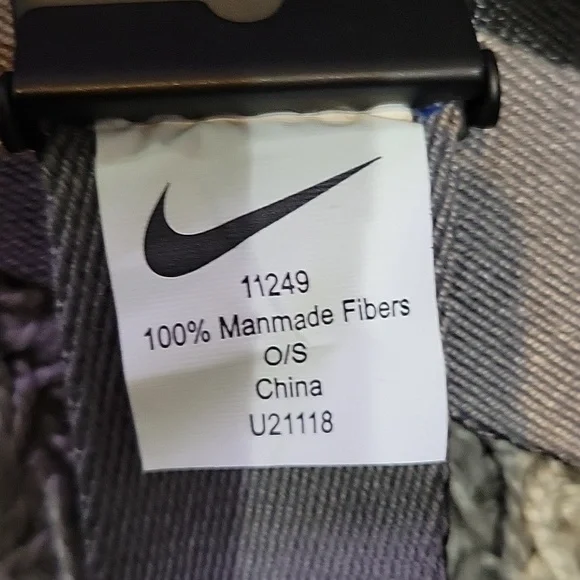 11249
100% Manmade Fibers
O/S
China
U21118